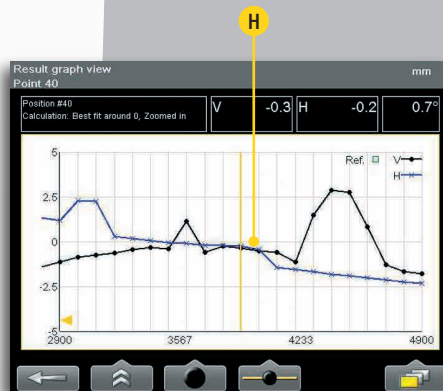 H
Result graph view
mm
Point 40
Position #40
Calculation: Best fit around 0, Zoomed in
V -0.3
H -0.2
0.7°
Ref. V
H
5
2.5
0
-2.5
-5
2900 3567 4233 4900